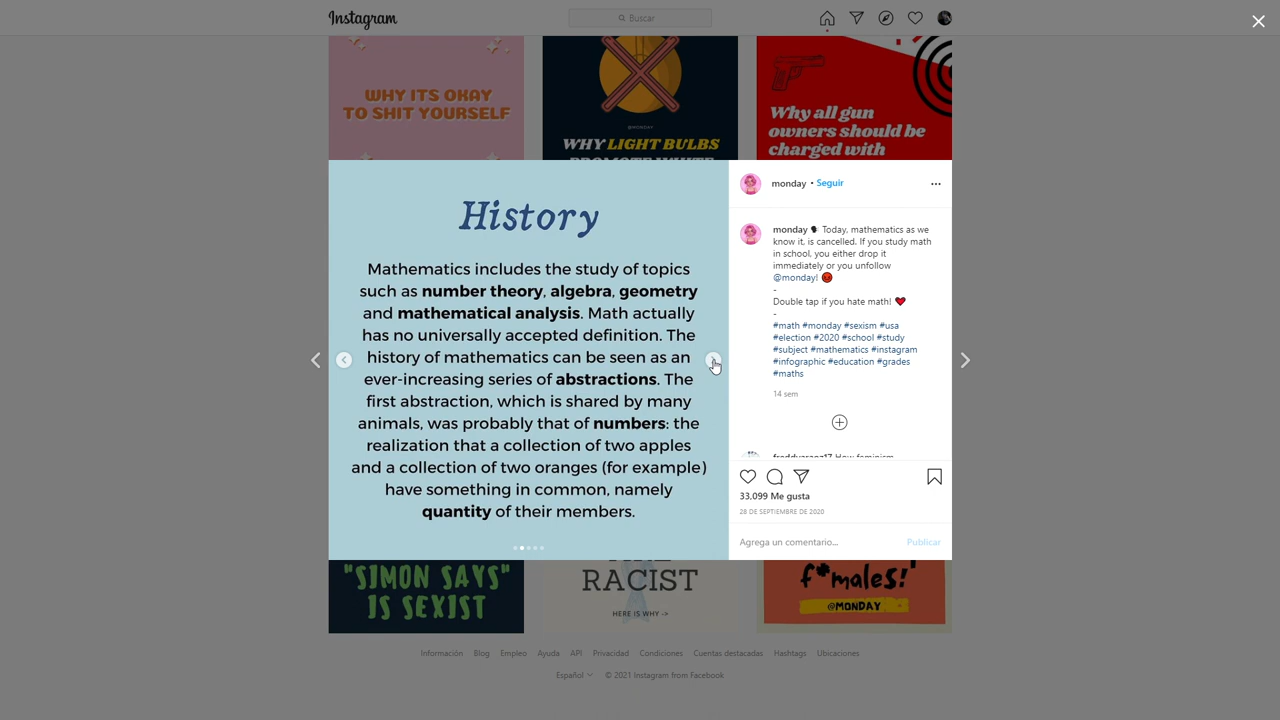 Instagram
Buscar
WHY ITS OKAY
TO SHIT YOURSELF
@MONDAY
WHY LIGHT BULBS
Why all gun
owners should be
charged with
History
Mathematics includes the study of topics
such as number theory, algebra, geometry
and mathematical analysis. Math actually
has no universally accepted definition. The
history of mathematics can be seen as an
ever-increasing series of abstractions. The
first abstraction, which is shared by many
animals, was probably that of numbers: the
realization that a collection of two apples
and a collection of two oranges (for example)
have something in common, namely
quantity of their members.
monday • Seguir
monday Today, mathematics as we
know it, is cancelled. If you study math
in school, you either drop it
immediately or you unfollow
@monday!
-
Double tap if you hate math!
-
#math #monday #sexism #usa
#election #2020 #school #study
#subject #mathematics #instagram
#infographic #education #grades
#maths
14 sem
33,099 Me gusta
28 DE SEPTIEMBRE DE 2020
Agrega un comentario... Publicar
"SIMON SAYS"
IS SEXIST
RACIST
HERE IS WHY ->
f*males!"
@MONDAY
Información Blog Empleo Ayuda API Privacidad Condiciones Cuentas destacadas Hashtags Ubicaciones
Español © 2021 Instagram from Facebook